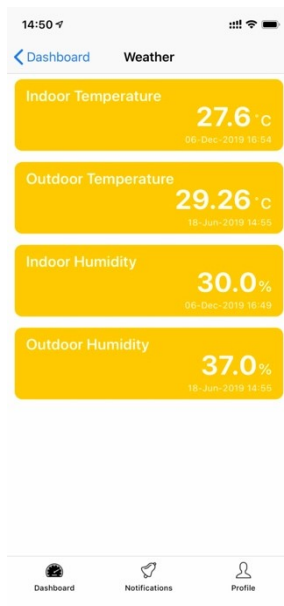 14:50
Dashboard
Weather
Indoor Temperature
27.6 °C
06-Dec-2019 16:54
Outdoor Temperature
29.26 °C
18-Jun-2019 14:55
Indoor Humidity
30.0%
06-Dec-2019 16:49
Outdoor Humidity
37.0%
18-Jun-2019 14:55
Dashboard
Notifications
Profile